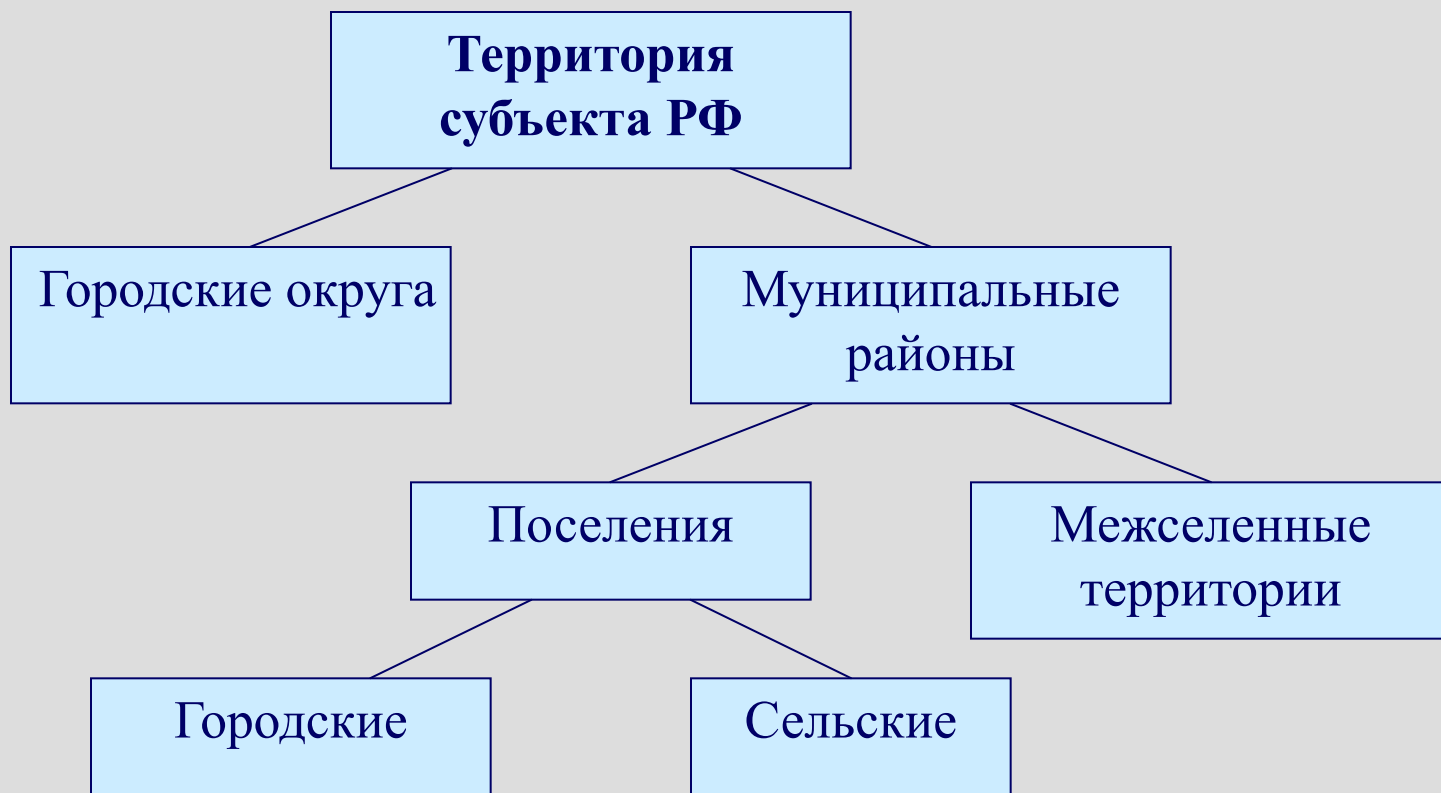 Территория
субъекта РФ
Городские округа
Муниципальные
районы
Поселения
Межселенные
территории
Городские
Сельские